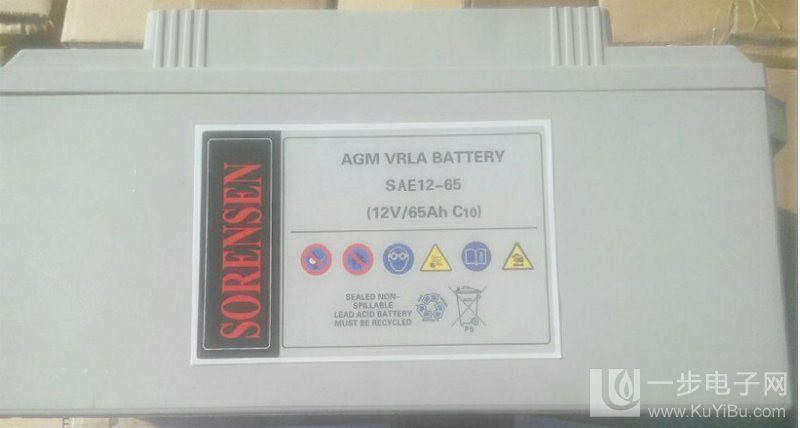 SORENSEN
AGM VRLA BATTERY
SAE12-65
(12V/65Ah C10)
SEALED NON-
SPILLABLE
LEAD ACID BATTERY
MUST BE RECYCLED
Pb
一步电子网
www.KuYiBu.com